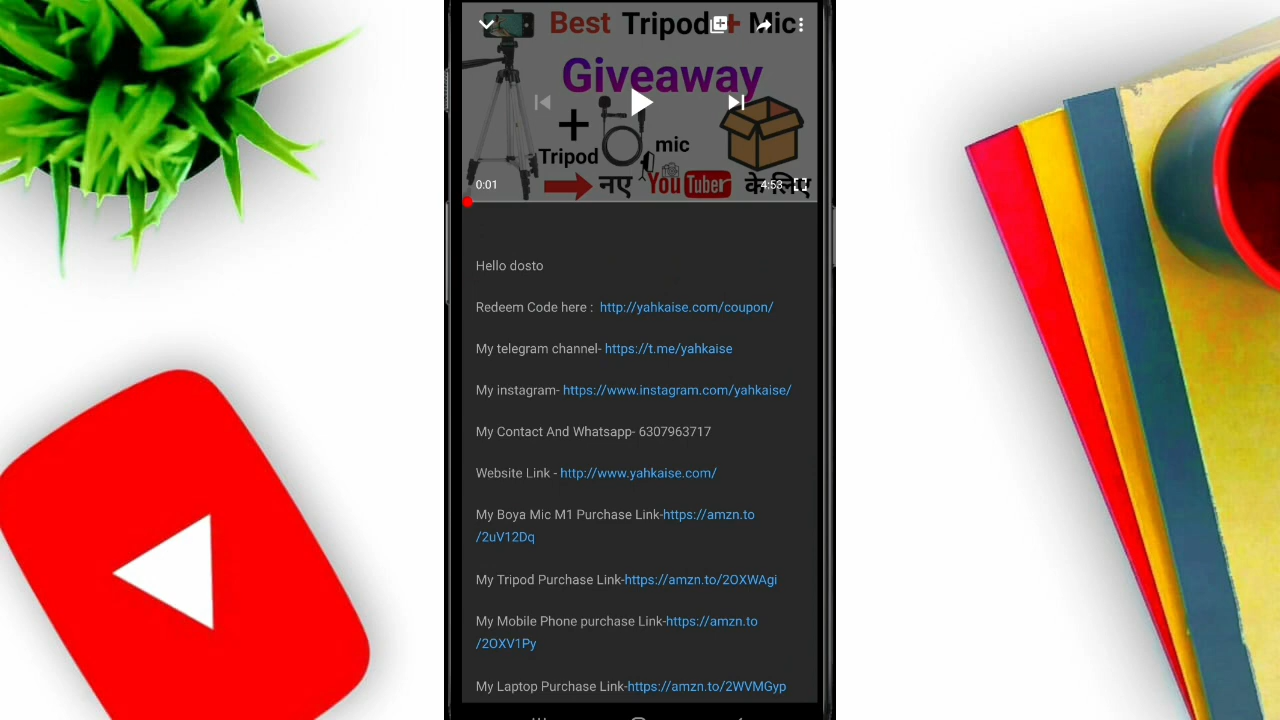 Best Tripod + Mic
Giveaway
+
Tripod
mic
नए YouTuber के लिए
0:01
4:53
Hello dosto
Redeem Code here : http://yahkaise.com/coupon/
My telegram channel- https://t.me/yahkaise
My instagram- https://www.instagram.com/yahkaise/
My Contact And Whatsapp- 6307963717
Website Link - http://www.yahkaise.com/
My Boya Mic M1 Purchase Link-https://amzn.to
/2uV12Dq
My Tripod Purchase Link-https://amzn.to/2OXWAgi
My Mobile Phone purchase Link-https://amzn.to
/2OXV1Py
My Laptop Purchase Link-https://amzn.to/2WVMGyp